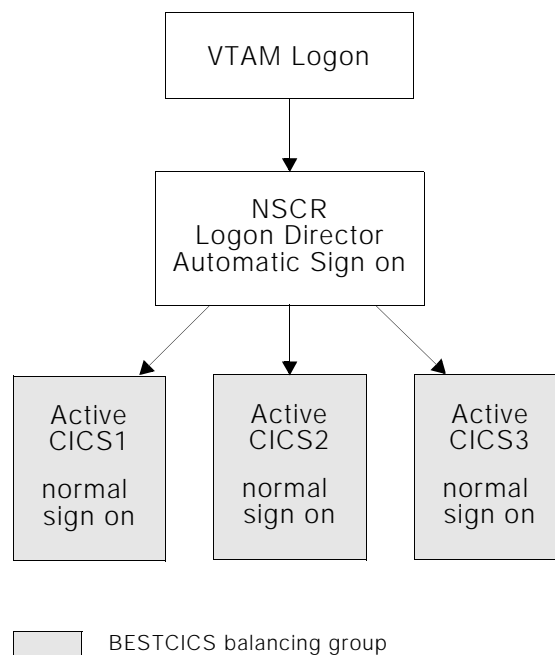 VTAM Logon
NSCR
Logon Director
Automatic Sign on
Active
CICS1
normal
sign on
Active
CICS2
normal
sign on
Active
CICS3
normal
sign on
BESTCICS balancing group